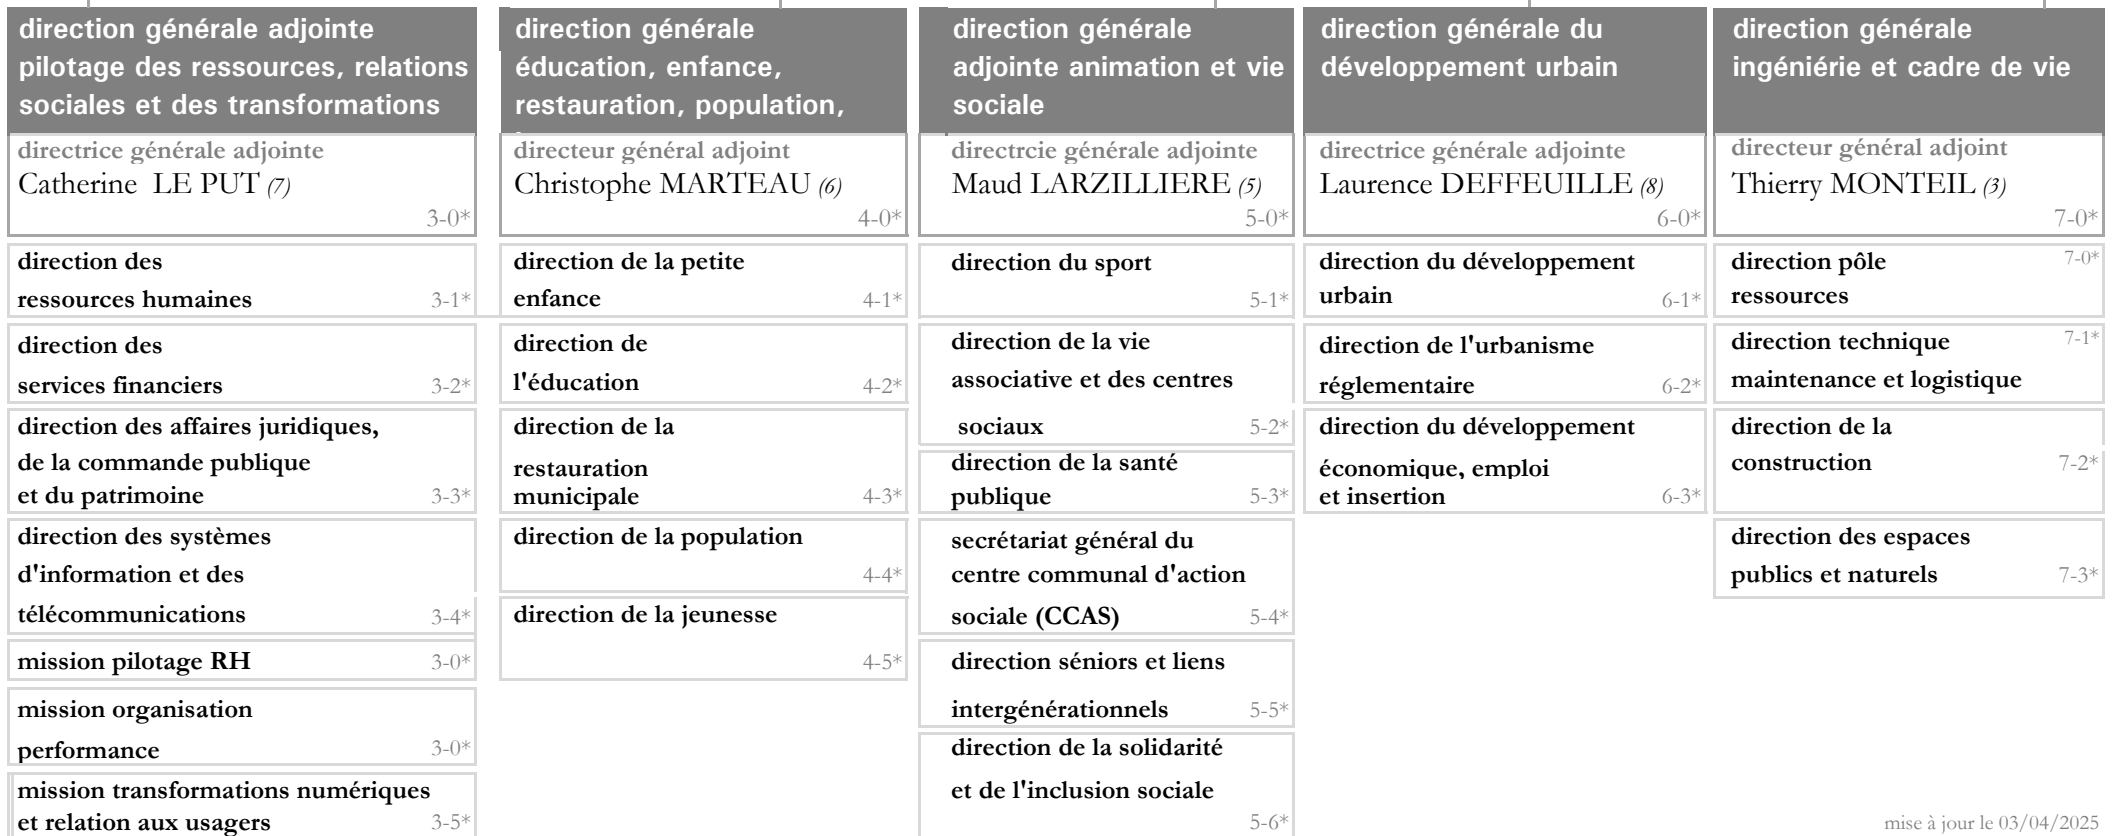 direction générale adjointe
pilotage des ressources, relations
sociales et des transformations
directrice générale adjointe
Catherine LE PUT (7)
3-0*
direction des
ressources humaines 3-1*
direction des
services financiers 3-2*
direction des affaires juridiques,
de la commande publique
et du patrimoine 3-3*
direction des systèmes
d'information et des
télécommunications 3-4*
mission pilotage RH 3-0*
mission organisation
performance 3-0*
mission transformations numériques
et relation aux usagers 3-5*
direction générale
éducation, enfance,
restauration, population,
directeur général adjoint
Christophe MARTEAU (6)
4-0*
direction de la petite
enfance 4-1*
direction de
l'éducation 4-2*
direction de la
restauration
municipale 4-3*
direction de la population
4-4*
direction de la jeunesse
4-5*
direction générale
adjointe animation et vie
sociale
directrcie générale adjointe
Maud LARZILLIERE (5)
5-0*
direction du sport
5-1*
direction de la vie
associative et des centres
sociaux 5-2*
direction de la santé
publique 5-3*
secrétariat général du
centre communal d'action
sociale (CCAS) 5-4*
direction séniors et liens
intergénérationnels 5-5*
direction de la solidarité
et de l'inclusion sociale
5-6*
direction générale du
développement urbain
directrice générale adjointe
Laurence DEFFEUILLE (8)
6-0*
direction du développement
urbain 6-1*
direction de l'urbanisme
réglementaire 6-2*
direction du développement
économique, emploi
et insertion 6-3*
direction générale
ingéniérie et cadre de vie
directeur général adjoint
Thierry MONTEIL (3)
7-0*
direction pôle 7-0*
ressources
direction technique 7-1*
maintenance et logistique
direction de la
construction 7-2*
direction des espaces
publics et naturels 7-3*
mise à jour le 03/04/2025